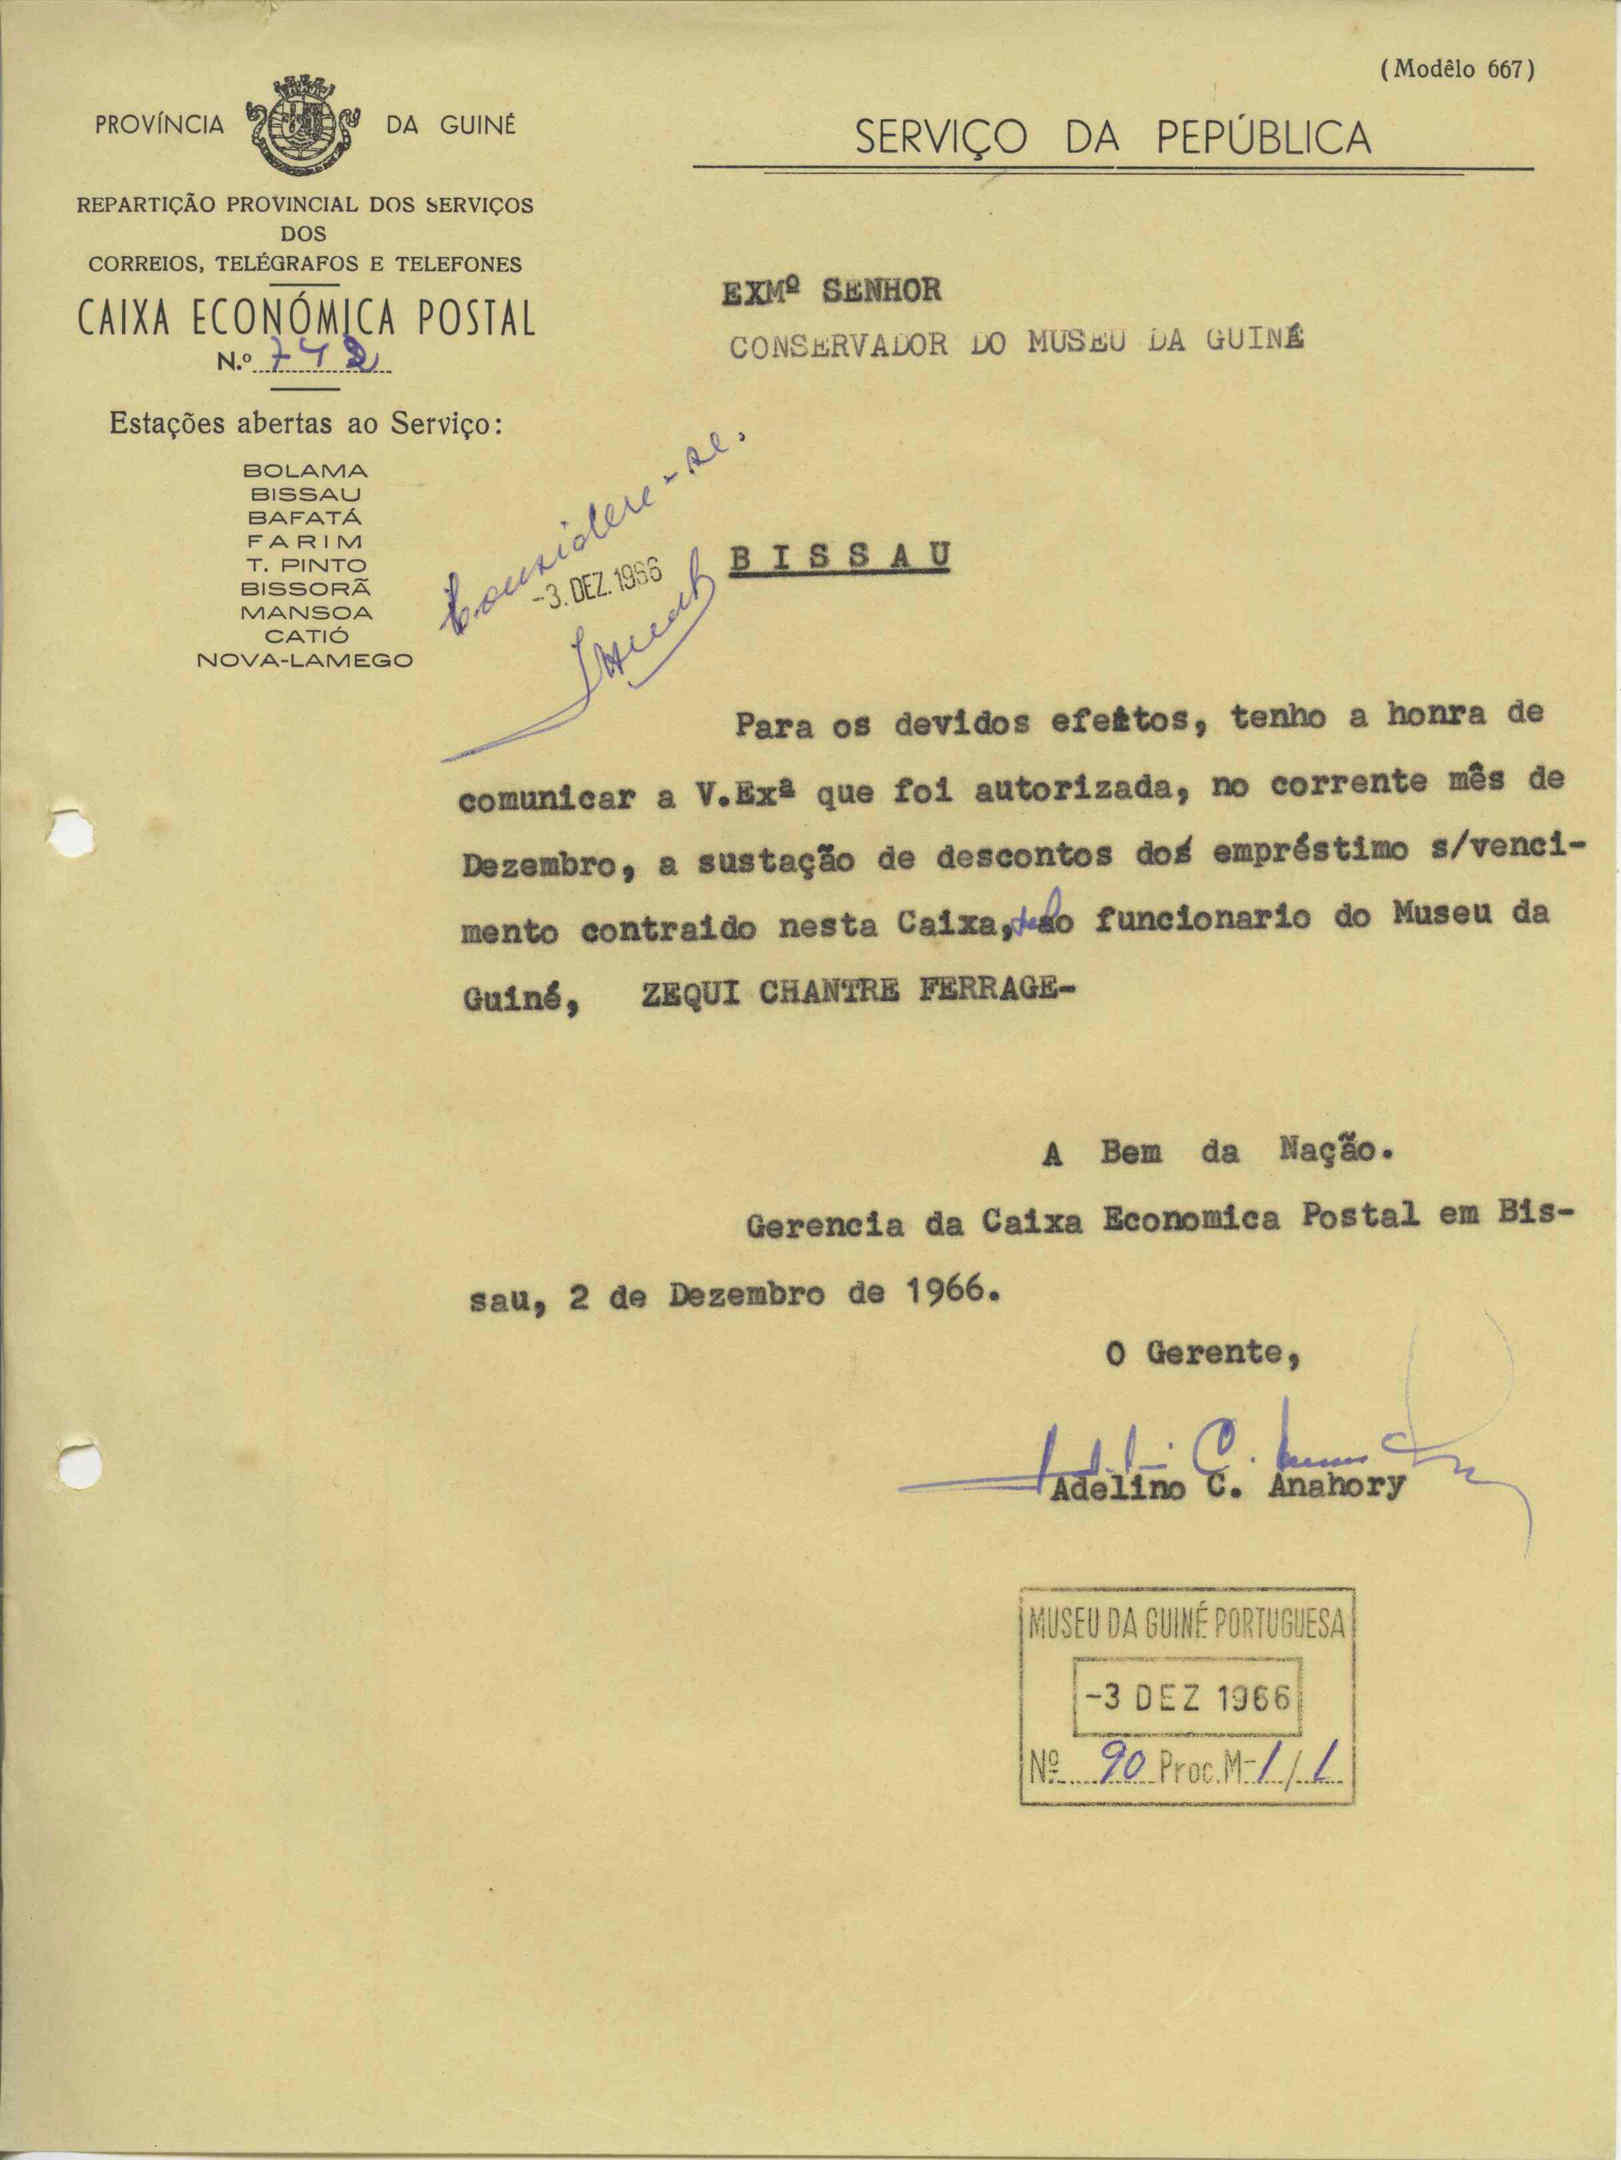 (Modêlo 667)
PROVÍNCIA DA GUINÉ
SERVIÇO DA PEPÚBLICA
REPARTIÇÃO PROVINCIAL DOS SERVIÇOS
DOS
CORREIOS, TELÉGRAFOS E TELEFONES
CAIXA ECONÓMICA POSTAL
N.º 742
Estações abertas ao Serviço:
BOLAMA
BISSAU
BAFATÁ
FARIM
T. PINTO
BISSORÃ
MANSOA
CATIÓ
NOVA-LAMEGO
EXMº SENHOR
CONSERVADOR DO MUSEU DA GUINÉ
Considere-se.
-3. DEZ. 1966
BISSAU
Para os devidos efeitos, tenho a honra de
comunicar a V.Exª que foi autorizada, no corrente mês de
Dezembro, a sustação de descontos do empréstimo s/venci-
mento contraido nesta Caixa, pelo funcionario do Museu da
Guiné, ZEQUI CHANTRE FERRAGE-
A Bem da Nação.
Gerencia da Caixa Economica Postal em Bis-
sau, 2 de Dezembro de 1966.
O Gerente,
Adelino C. Anahory
MUSEU DA GUINÉ PORTUGUESA
-3 DEZ 1966
Nº 90 Proc. M-1/1